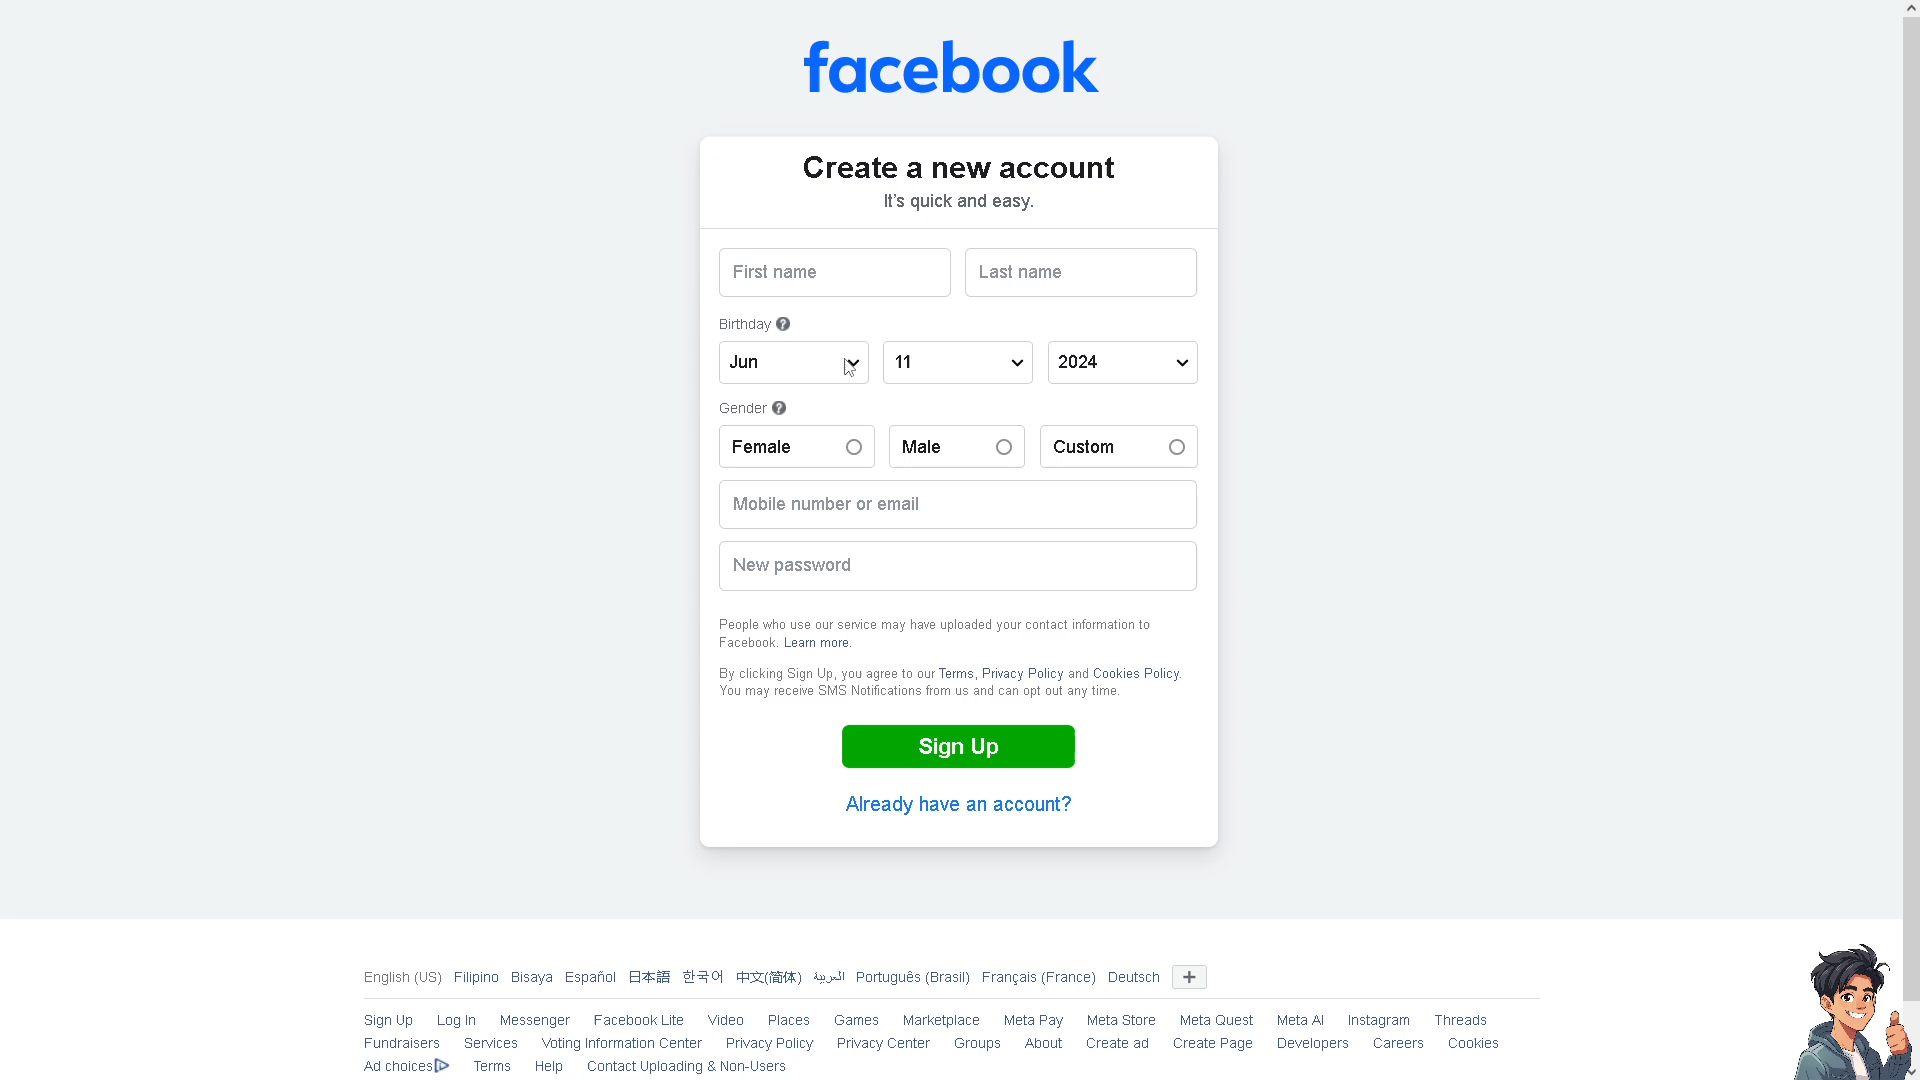 facebook
Create a new account
It's quick and easy.
First name Last name
Birthday ?
Jun 11 2024
Gender ?
Female Male Custom
Mobile number or email
New password
People who use our service may have uploaded your contact information to
Facebook. Learn more.
By clicking Sign Up, you agree to our Terms, Privacy Policy and Cookies Policy.
You may receive SMS Notifications from us and can opt out any time.
Sign Up
Already have an account?
English (US) Filipino Bisaya Español 日本語 한국어 中文(简体) العربية Português (Brasil) Français (France) Deutsch +
Sign Up Log In Messenger Facebook Lite Video Places Games Marketplace Meta Pay Meta Store Meta Quest Meta AI Instagram Threads
Fundraisers Services Voting Information Center Privacy Policy Privacy Center Groups About Create ad Create Page Developers Careers Cookies
Ad choices Terms Help Contact Uploading & Non-Users